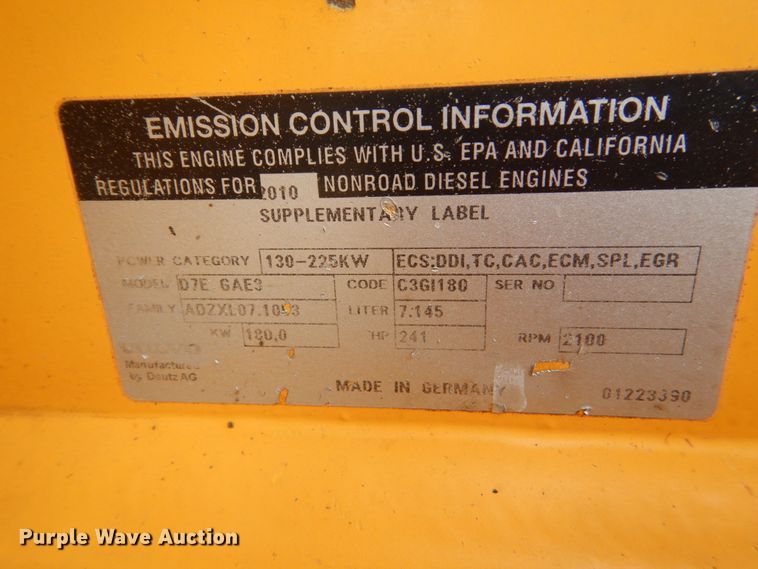 EMISSION CONTROL INFORMATION
THIS ENGINE COMPLIES WITH U.S. EPA AND CALIFORNIA
REGULATIONS FOR 2010 NONROAD DIESEL ENGINES
SUPPLEMENTARY LABEL
POWER CATEGORY 130-225KW ECS:DDI,TC,CAC,ECM,SPL,EGR
MODEL D7E GAE3 CODE C3GI180 SER NO
FAMILY LITER 7.145
KW 180.0 HP 241 RPM 2100
Manufactured
by Deutz AG
MADE IN GERMANY 01223390
Purple Wave Auction